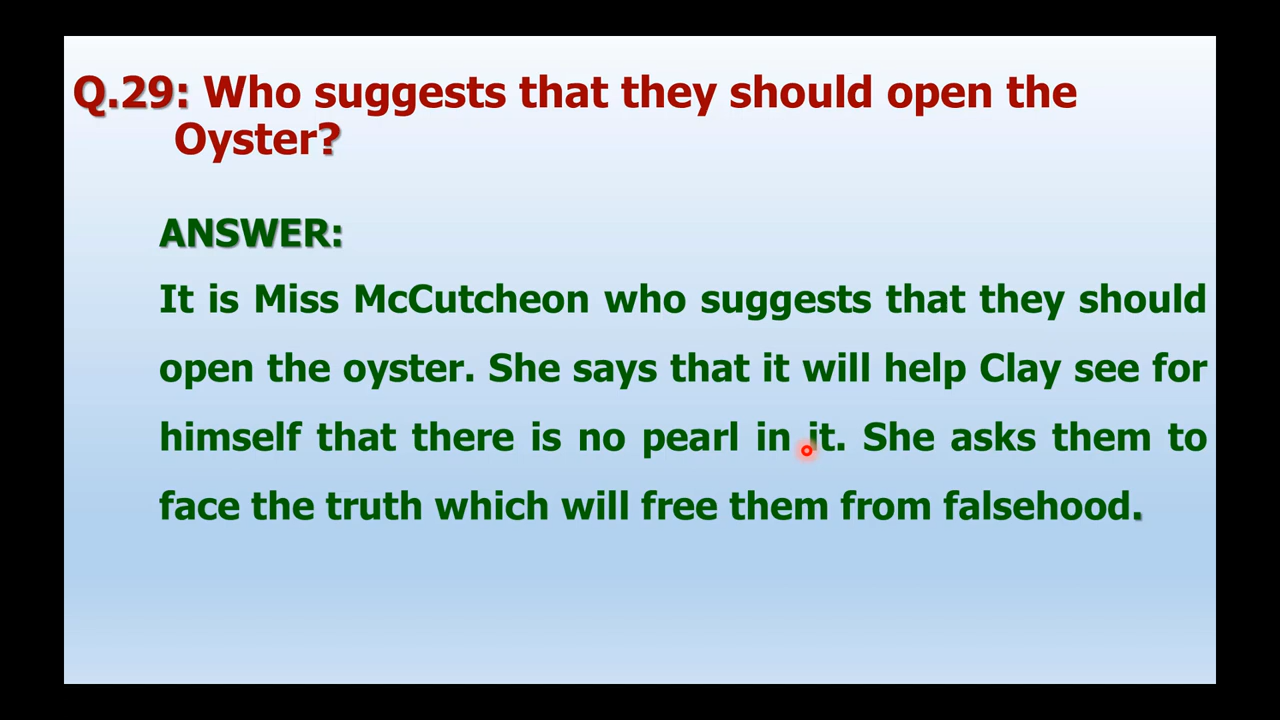 Q.29: Who suggests that they should open the
Oyster?
ANSWER:
It is Miss McCutcheon who suggests that they should
open the oyster. She says that it will help Clay see for
himself that there is no pearl in it. She asks them to
face the truth which will free them from falsehood.